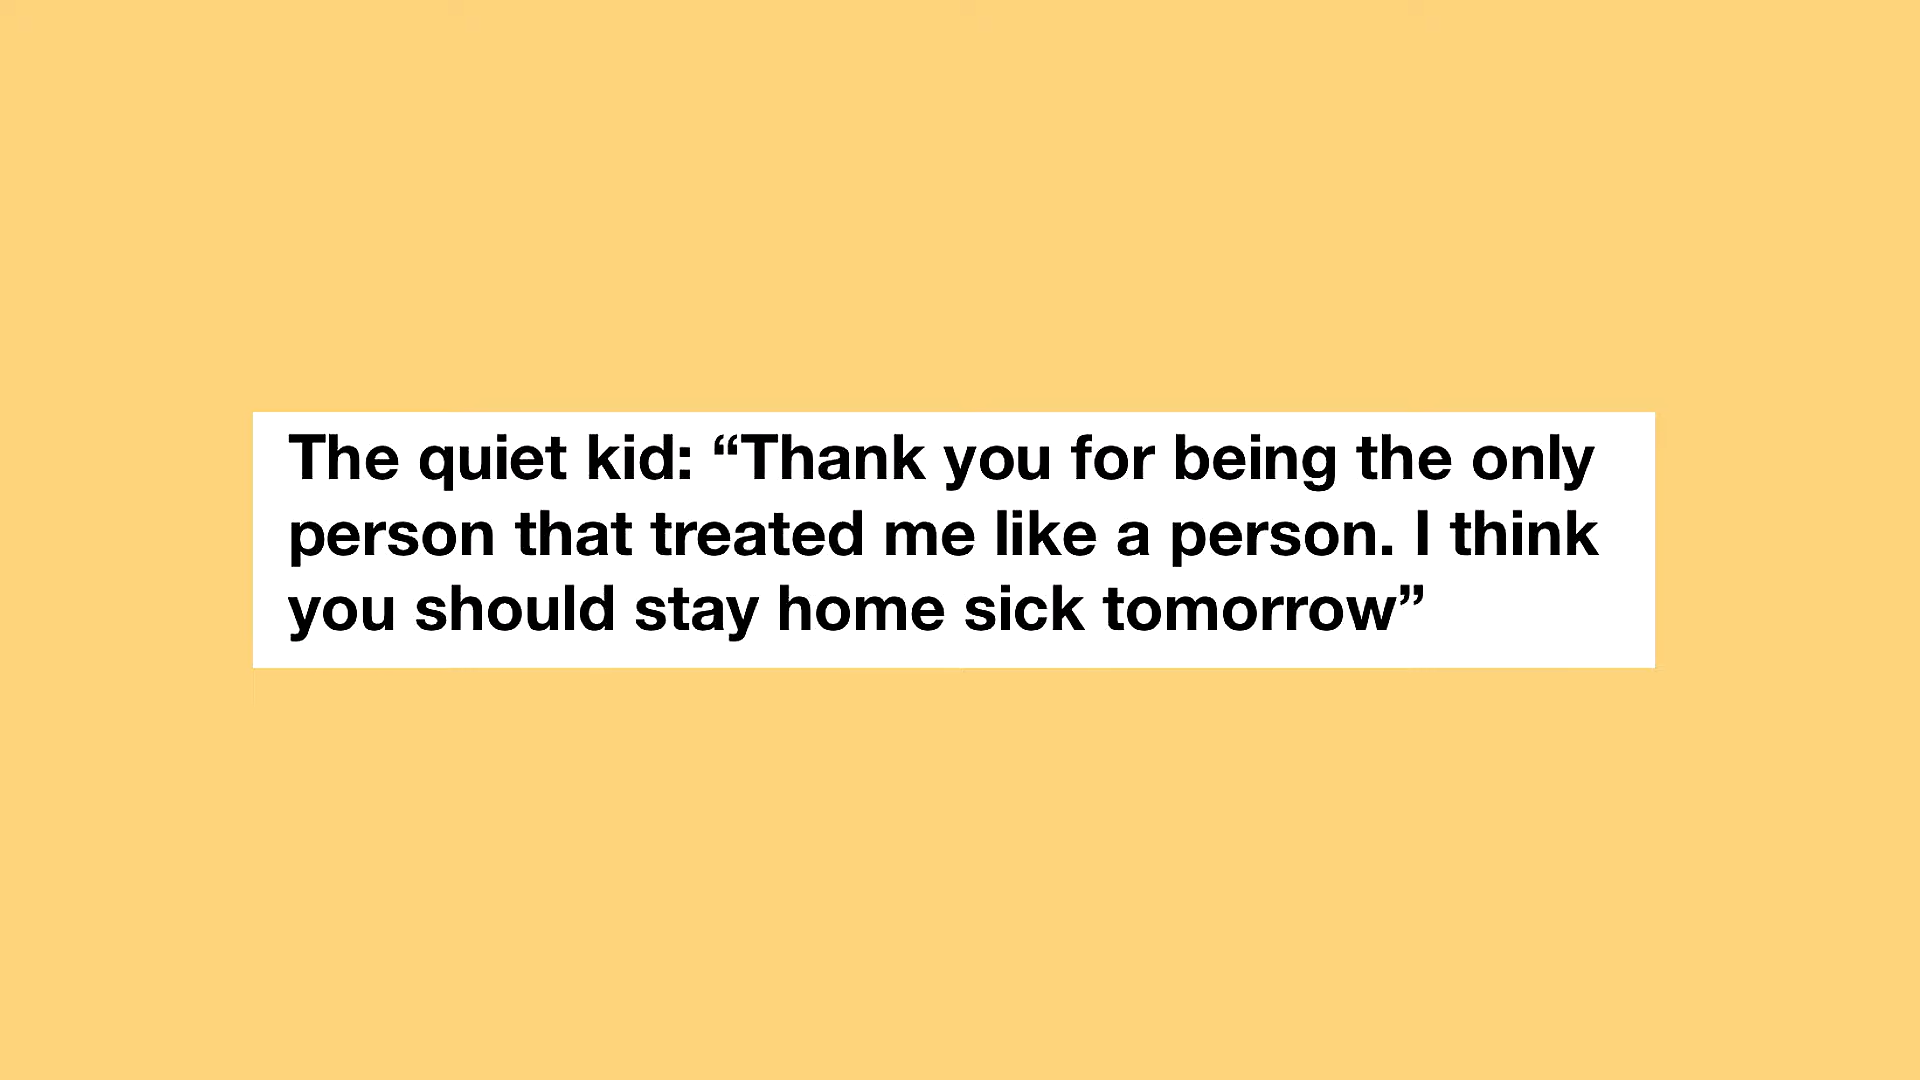 The quiet kid: “Thank you for being the only
person that treated me like a person. I think
you should stay home sick tomorrow”